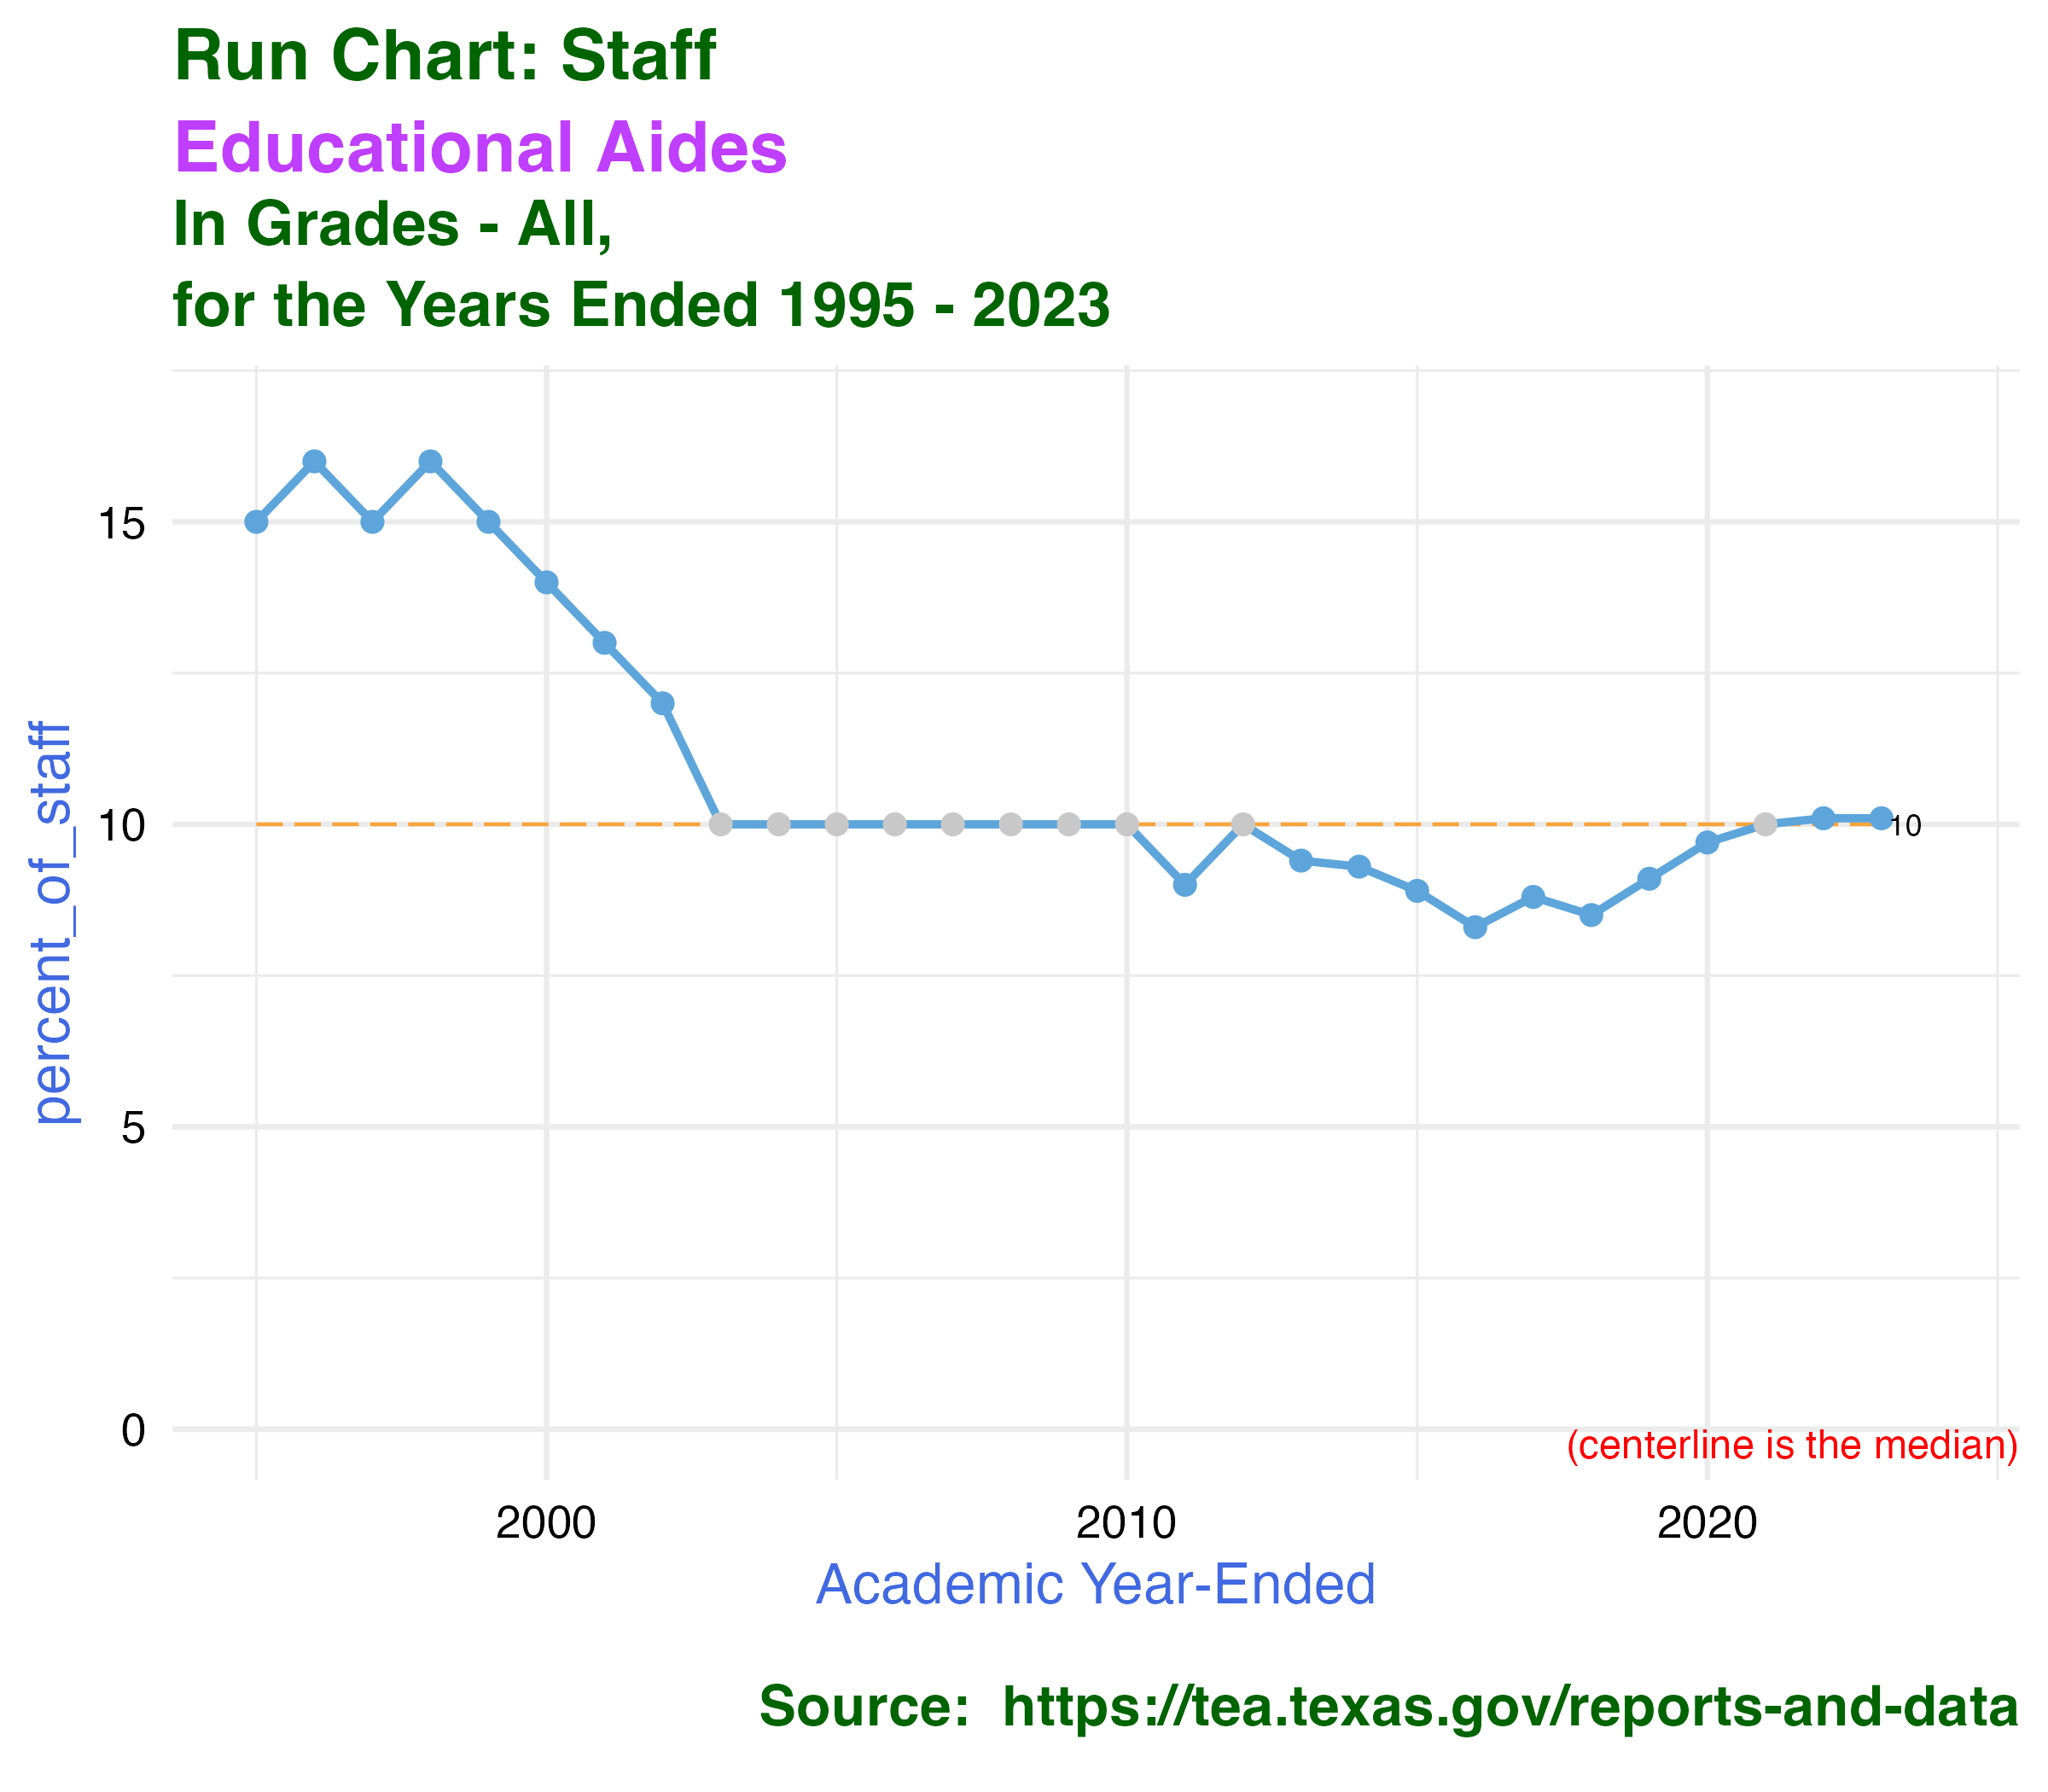 Run Chart: Staff
Educational Aides
In Grades - All,
for the Years Ended 1995 - 2023
percent_of_staff
15
10
5
0
10
(centerline is the median)
2000
2010
2020
Academic Year-Ended
Source:  https://tea.texas.gov/reports-and-data